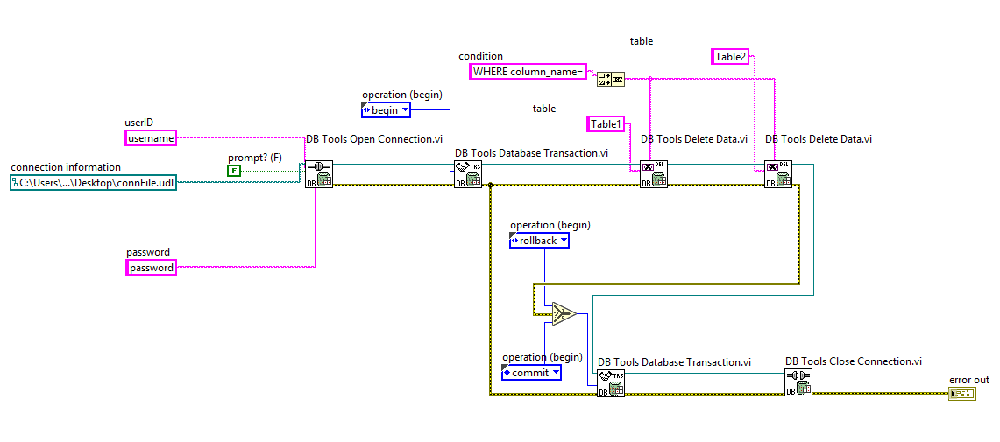 table
condition
WHERE column_name=
Table2
operation (begin)
begin
table
Table1
userID
username
DB Tools Open Connection.vi
DB Tools Delete Data.vi
DB Tools Delete Data.vi
prompt? (F)
F
DB Tools Database Transaction.vi
connection information
C:\Users\...\Desktop\connFile.udl
DB
TRS
DB
DEL
DB
DEL
DB
operation (begin)
rollback
password
password
?
T
F
operation (begin)
commit
DB Tools Database Transaction.vi
DB Tools Close Connection.vi
TRS
DB
DB
error out